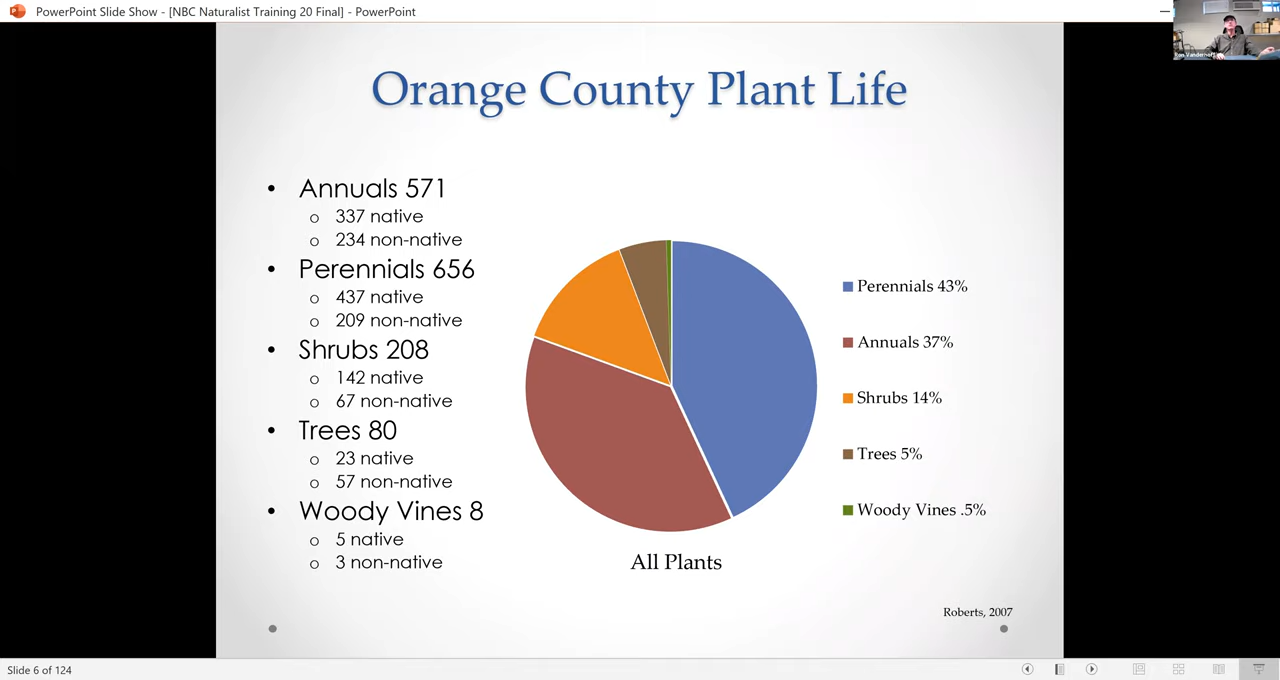 PowerPoint Slide Show - [NBC Naturalist Training 20 Final] - PowerPoint
Orange County Plant Life
• Annuals 571
o 337 native
o 234 non-native
• Perennials 656
o 437 native
o 209 non-native
• Shrubs 208
o 142 native
o 67 non-native
• Trees 80
o 23 native
o 57 non-native
• Woody Vines 8
o 5 native
o 3 non-native
Perennials 43%
Annuals 37%
Shrubs 14%
Trees 5%
Woody Vines .5%
All Plants
Roberts, 2007
Slide 6 of 124